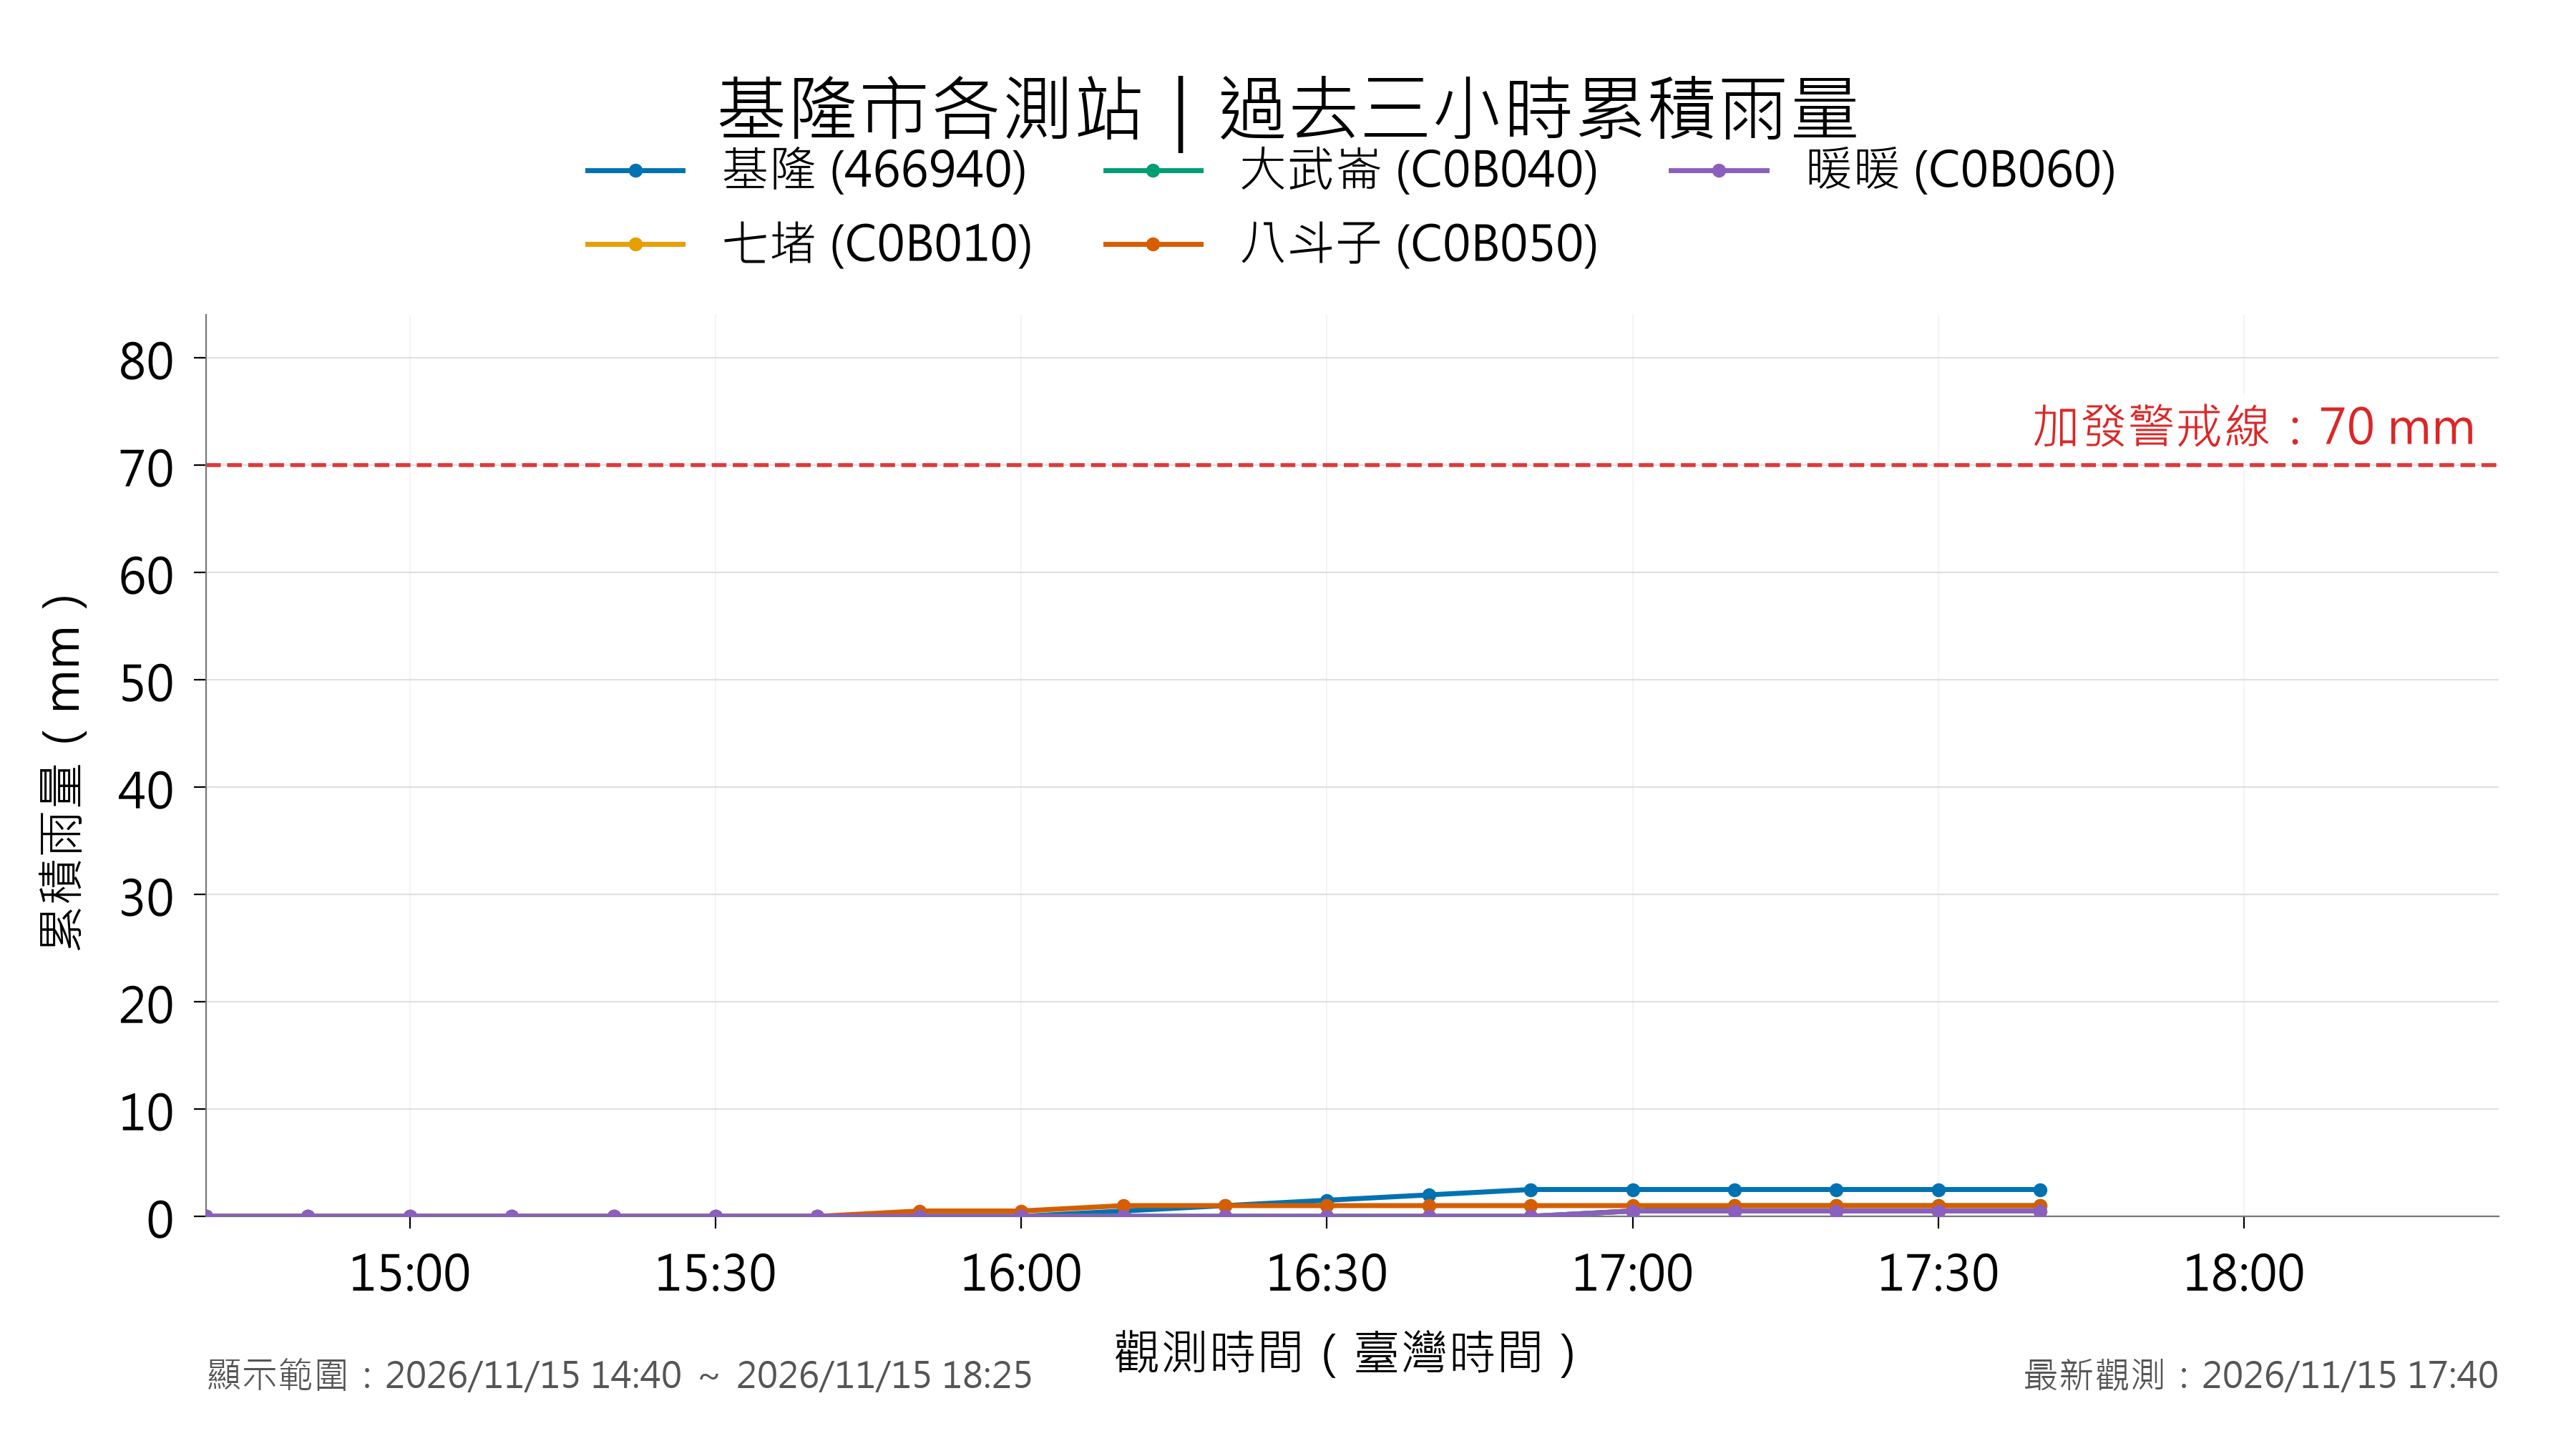 基隆市各測站｜過去三小時累積雨量
基隆 (466940)
大武崙 (C0B040)
暖暖 (C0B060)
七堵 (C0B010)
八斗子 (C0B050)
累積雨量（mm）
80
70
60
50
40
30
20
10
0
加發警戒線：70 mm
15:00
15:30
16:00
16:30
17:00
17:30
18:00
觀測時間（臺灣時間）
顯示範圍：2026/11/15 14:40 ~ 2026/11/15 18:25
最新觀測：2026/11/15 17:40